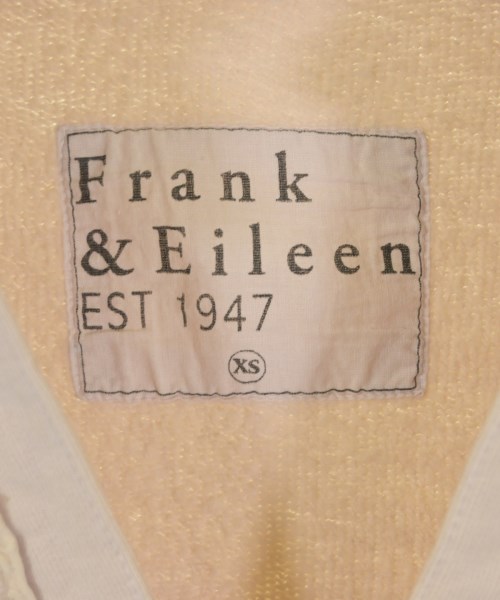 Frank
& Eileen
EST 1947
XS